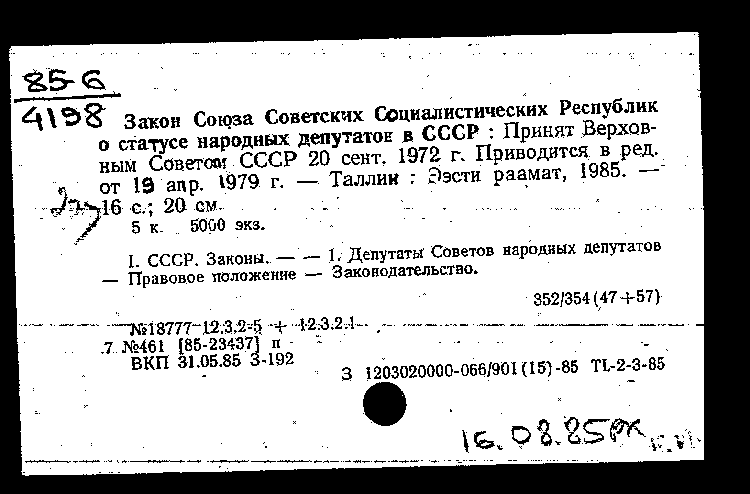 85-6
4198
Закон Союза Советских Социалистических Республик
о статусе народных депутатов в СССР : Принят Верхов-
ным Советом СССР 20 сент. 1972 г. Приводится в ред.
от 19 апр. 1979 г. — Таллин : Ээсти раамат, 1985. —
16 с.; 20 см.
5 к. 5000 экз.
I. СССР. Законы. — — 1. Депутаты Советов народных депутатов
— Правовое положение — Законодательство.
352/354(47+57)
№18777 12.3.2-5 + 12.3.2.1
7 №461 [85-23437] п
ВКП 31.05.85 З-192
З 1203020000-066/901(15)-85 TL-2-3-85
16.08.85